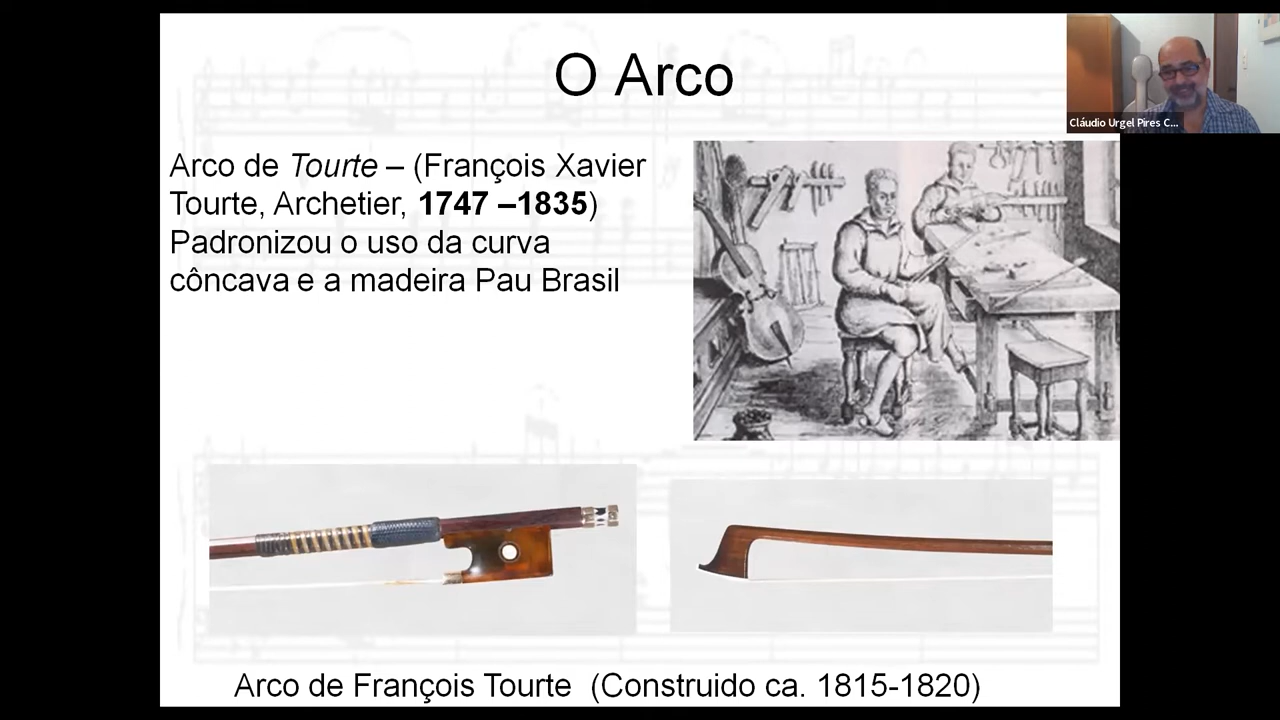 O Arco
Cláudio Urgel Pires C...
Arco de Tourte – (François Xavier
Tourte, Archetier, 1747 –1835)
Padronizou o uso da curva
côncava e a madeira Pau Brasil
Arco de François Tourte (Construido ca. 1815-1820)